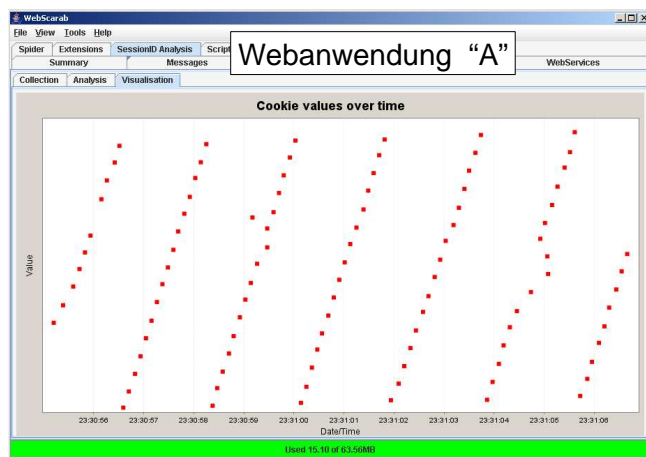 WebScarab
File View Tools Help
Spider Extensions SessionID Analysis Script
Webanwendung “A”
Summary Messages WebServices
Collection Analysis Visualisation
Cookie values over time
Value
23:30:56 23:30:57 23:30:58 23:30:59 23:31:00 23:31:01 23:31:02 23:31:03 23:31:04 23:31:05 23:31:06
Date/Time
Used 15.10 of 63.56MB